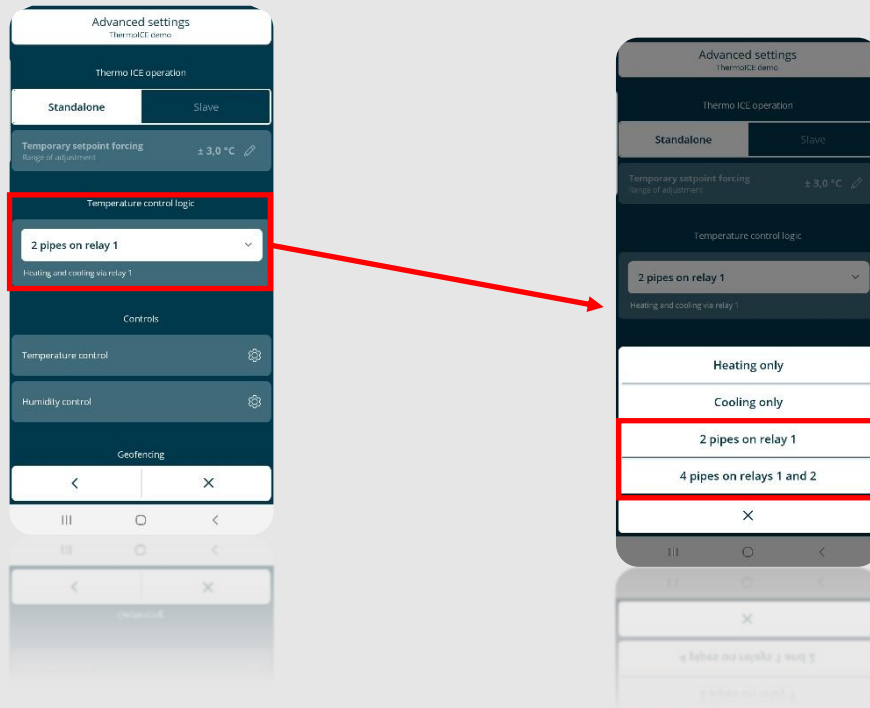 Advanced settings
ThermoICE demo
Thermo ICE operation
Standalone
Slave
Temporary setpoint forcing
Range of adjustment
± 3,0 °C
Temperature control logic
2 pipes on relay 1
Heating and cooling via relay 1
Controls
Temperature control
Humidity control
Geofencing
Advanced settings
ThermoICE demo
Thermo ICE operation
Standalone
Slave
Temporary setpoint forcing
Range of adjustment
± 3,0 °C
Temperature control logic
2 pipes on relay 1
Heating and cooling via relay 1
Heating only
Cooling only
2 pipes on relay 1
4 pipes on relays 1 and 2